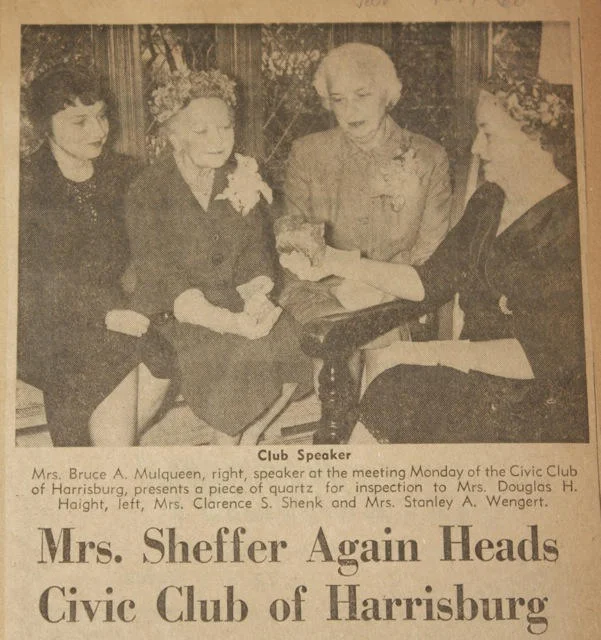 Club Speaker
Mrs. Bruce A. Mulqueen, right, speaker at the meeting Monday of the Civic Club
of Harrisburg, presents a piece of quartz for inspection to Mrs. Douglas H.
Haight, left, Mrs. Clarence S. Shenk and Mrs. Stanley A. Wengert.
Mrs. Sheffer Again Heads
Civic Club of Harrisburg